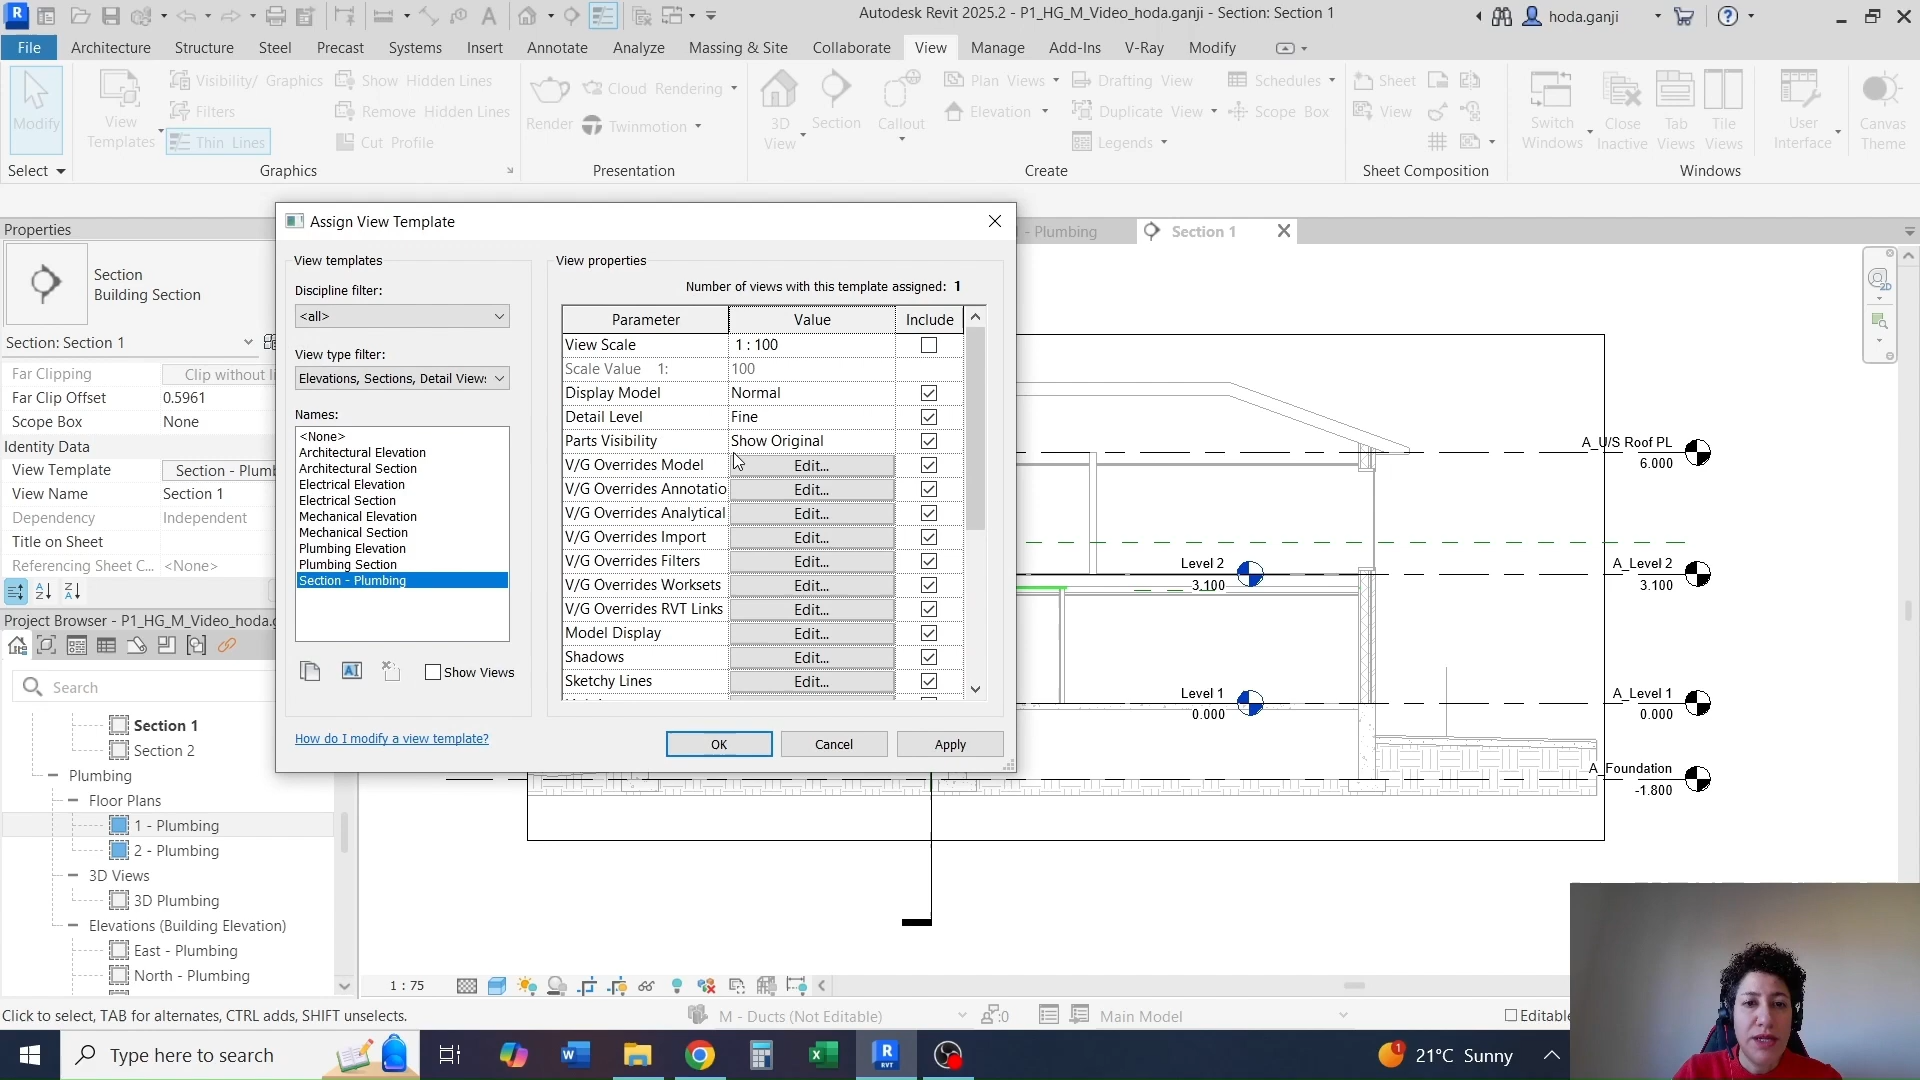 Autodesk Revit 2025.2 - P1_HG_M_Video_hoda.ganji - Section: Section 1
hoda.ganji
File Architecture Structure Steel Precast Systems Insert Annotate Analyze Massing & Site Collaborate View Manage Add-Ins V-Ray Modify
Modify
View Templates
Visibility/ Graphics
Filters
Thin Lines
Show Hidden Lines
Remove Hidden Lines
Cut Profile
Render
Cloud Rendering
Twinmotion
3D View
Section
Callout
Plan Views
Elevation
Drafting View
Duplicate View
Legends
Schedules
Scope Box
Sheet
View
Switch Windows
Close Inactive
Tab Views
Tile Views
User Interface
Canvas Theme
Select
Graphics
Presentation
Create
Sheet Composition
Windows
Properties
Section
Building Section
Section: Section 1
Far Clipping Clip without li
Far Clip Offset 0.5961
Scope Box None
Identity Data
View Template Section - Plumb
View Name Section 1
Dependency Independent
Title on Sheet
Referencing Sheet C... <None>
Project Browser - P1_HG_M_Video_hoda.g
Search
Section 1
Section 2
Plumbing
Floor Plans
1 - Plumbing
2 - Plumbing
3D Views
3D Plumbing
Elevations (Building Elevation)
East - Plumbing
North - Plumbing
Assign View Template
View templates
Discipline filter:
<all>
View type filter:
Elevations, Sections, Detail Views
Names:
<None>
Architectural Elevation
Architectural Section
Electrical Elevation
Electrical Section
Mechanical Elevation
Mechanical Section
Plumbing Elevation
Plumbing Section
Section - Plumbing
Show Views
How do I modify a view template?
View properties
Number of views with this template assigned: 1
Parameter Value Include
View Scale 1 : 100
Scale Value 1: 100
Display Model Normal
Detail Level Fine
Parts Visibility Show Original
V/G Overrides Model Edit...
V/G Overrides Annotatio Edit...
V/G Overrides Analytical Edit...
V/G Overrides Import Edit...
V/G Overrides Filters Edit...
V/G Overrides Worksets Edit...
V/G Overrides RVT Links Edit...
Model Display Edit...
Shadows Edit...
Sketchy Lines Edit...
OK Cancel Apply
- Plumbing
Section 1
2D
A_U/S Roof PL
6.000
Level 2
3.100
A_Level 2
3.100
Level 1
0.000
A_Level 1
0.000
A_Foundation
-1.800
1 : 75
Click to select, TAB for alternates, CTRL adds, SHIFT unselects.
M - Ducts (Not Editable)
:0
Main Model
Editable
Type here to search
21°C Sunny